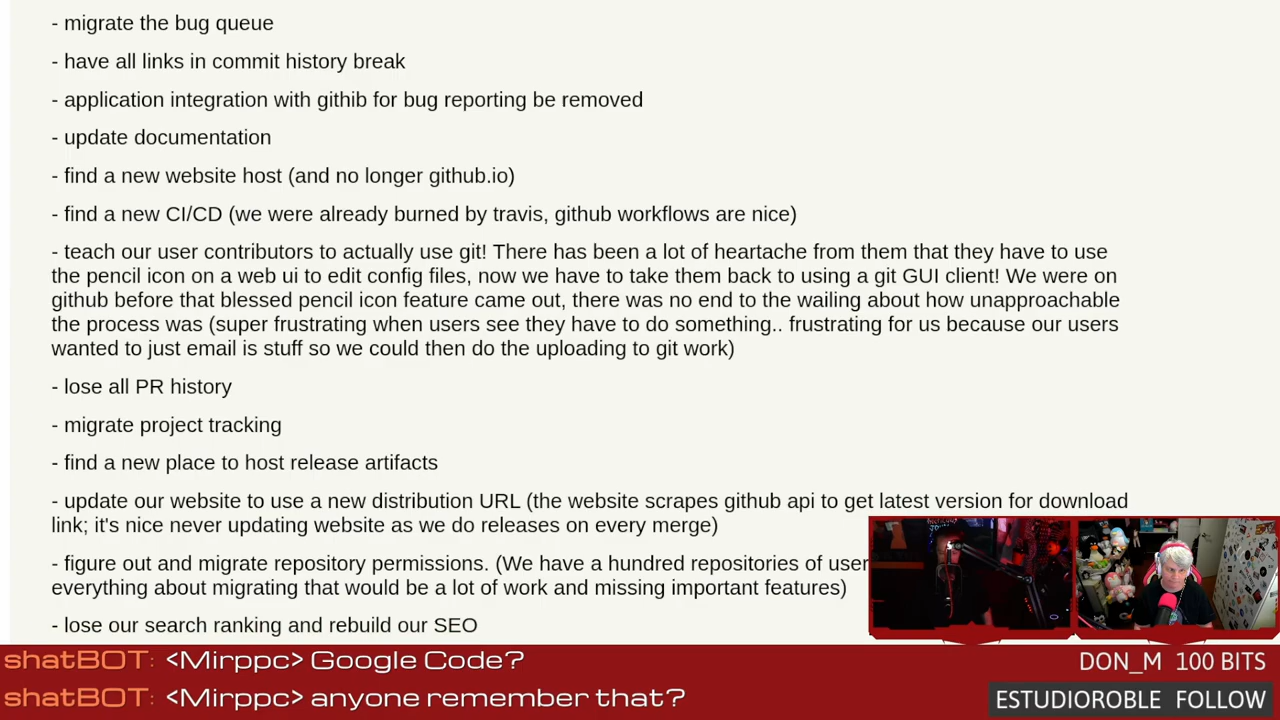 - migrate the bug queue
- have all links in commit history break
- application integration with githib for bug reporting be removed
- update documentation
- find a new website host (and no longer github.io)
- find a new CI/CD (we were already burned by travis, github workflows are nice)
- teach our user contributors to actually use git! There has been a lot of heartache from them that they have to use
the pencil icon on a web ui to edit config files, now we have to take them back to using a git GUI client! We were on
github before that blessed pencil icon feature came out, there was no end to the wailing about how unapproachable
the process was (super frustrating when users see they have to do something.. frustrating for us because our users
wanted to just email is stuff so we could then do the uploading to git work)
- lose all PR history
- migrate project tracking
- find a new place to host release artifacts
- update our website to use a new distribution URL (the website scrapes github api to get latest version for download
link; it's nice never updating website as we do releases on every merge)
- figure out and migrate repository permissions. (We have a hundred repositories of user
everything about migrating that would be a lot of work and missing important features)
- lose our search ranking and rebuild our SEO
shatBOT: <Mirppc> Google Code?
shatBOT: <Mirppc> anyone remember that?
DON_M 100 BITS
ESTUDIOROBLE FOLLOW